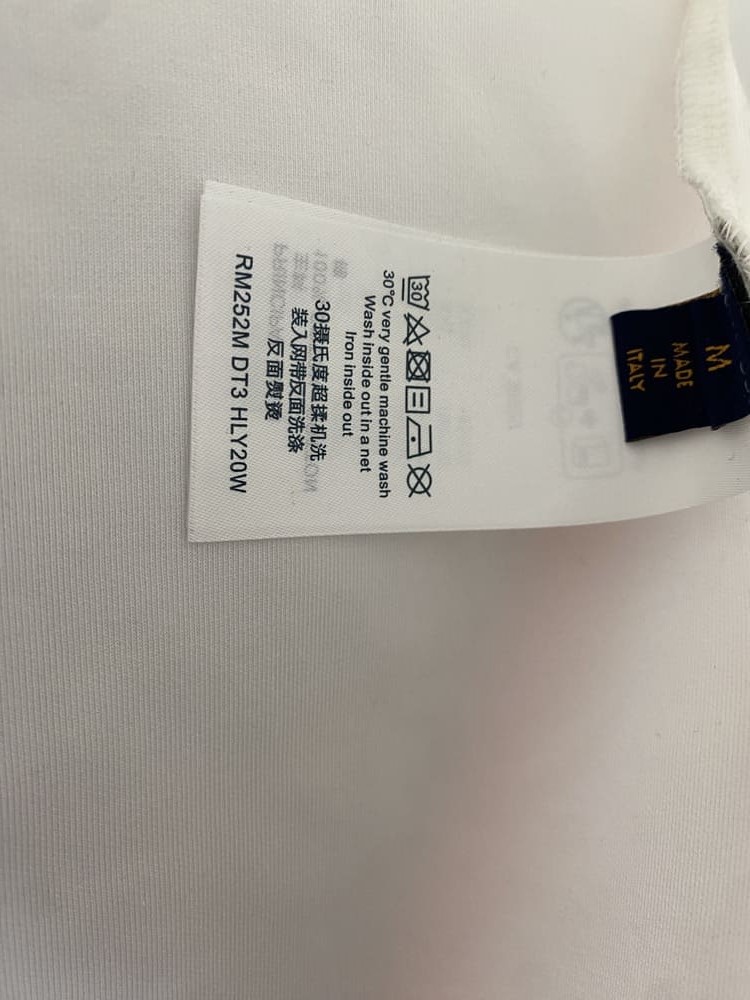 M
MADE
IN
ITALY
30
30°C very gentle machine wash
Wash inside out in a net
Iron inside out
30摄氏度超揉机洗
装入网带反面洗涤
反面熨烫
RM252M DT3 HLY20W